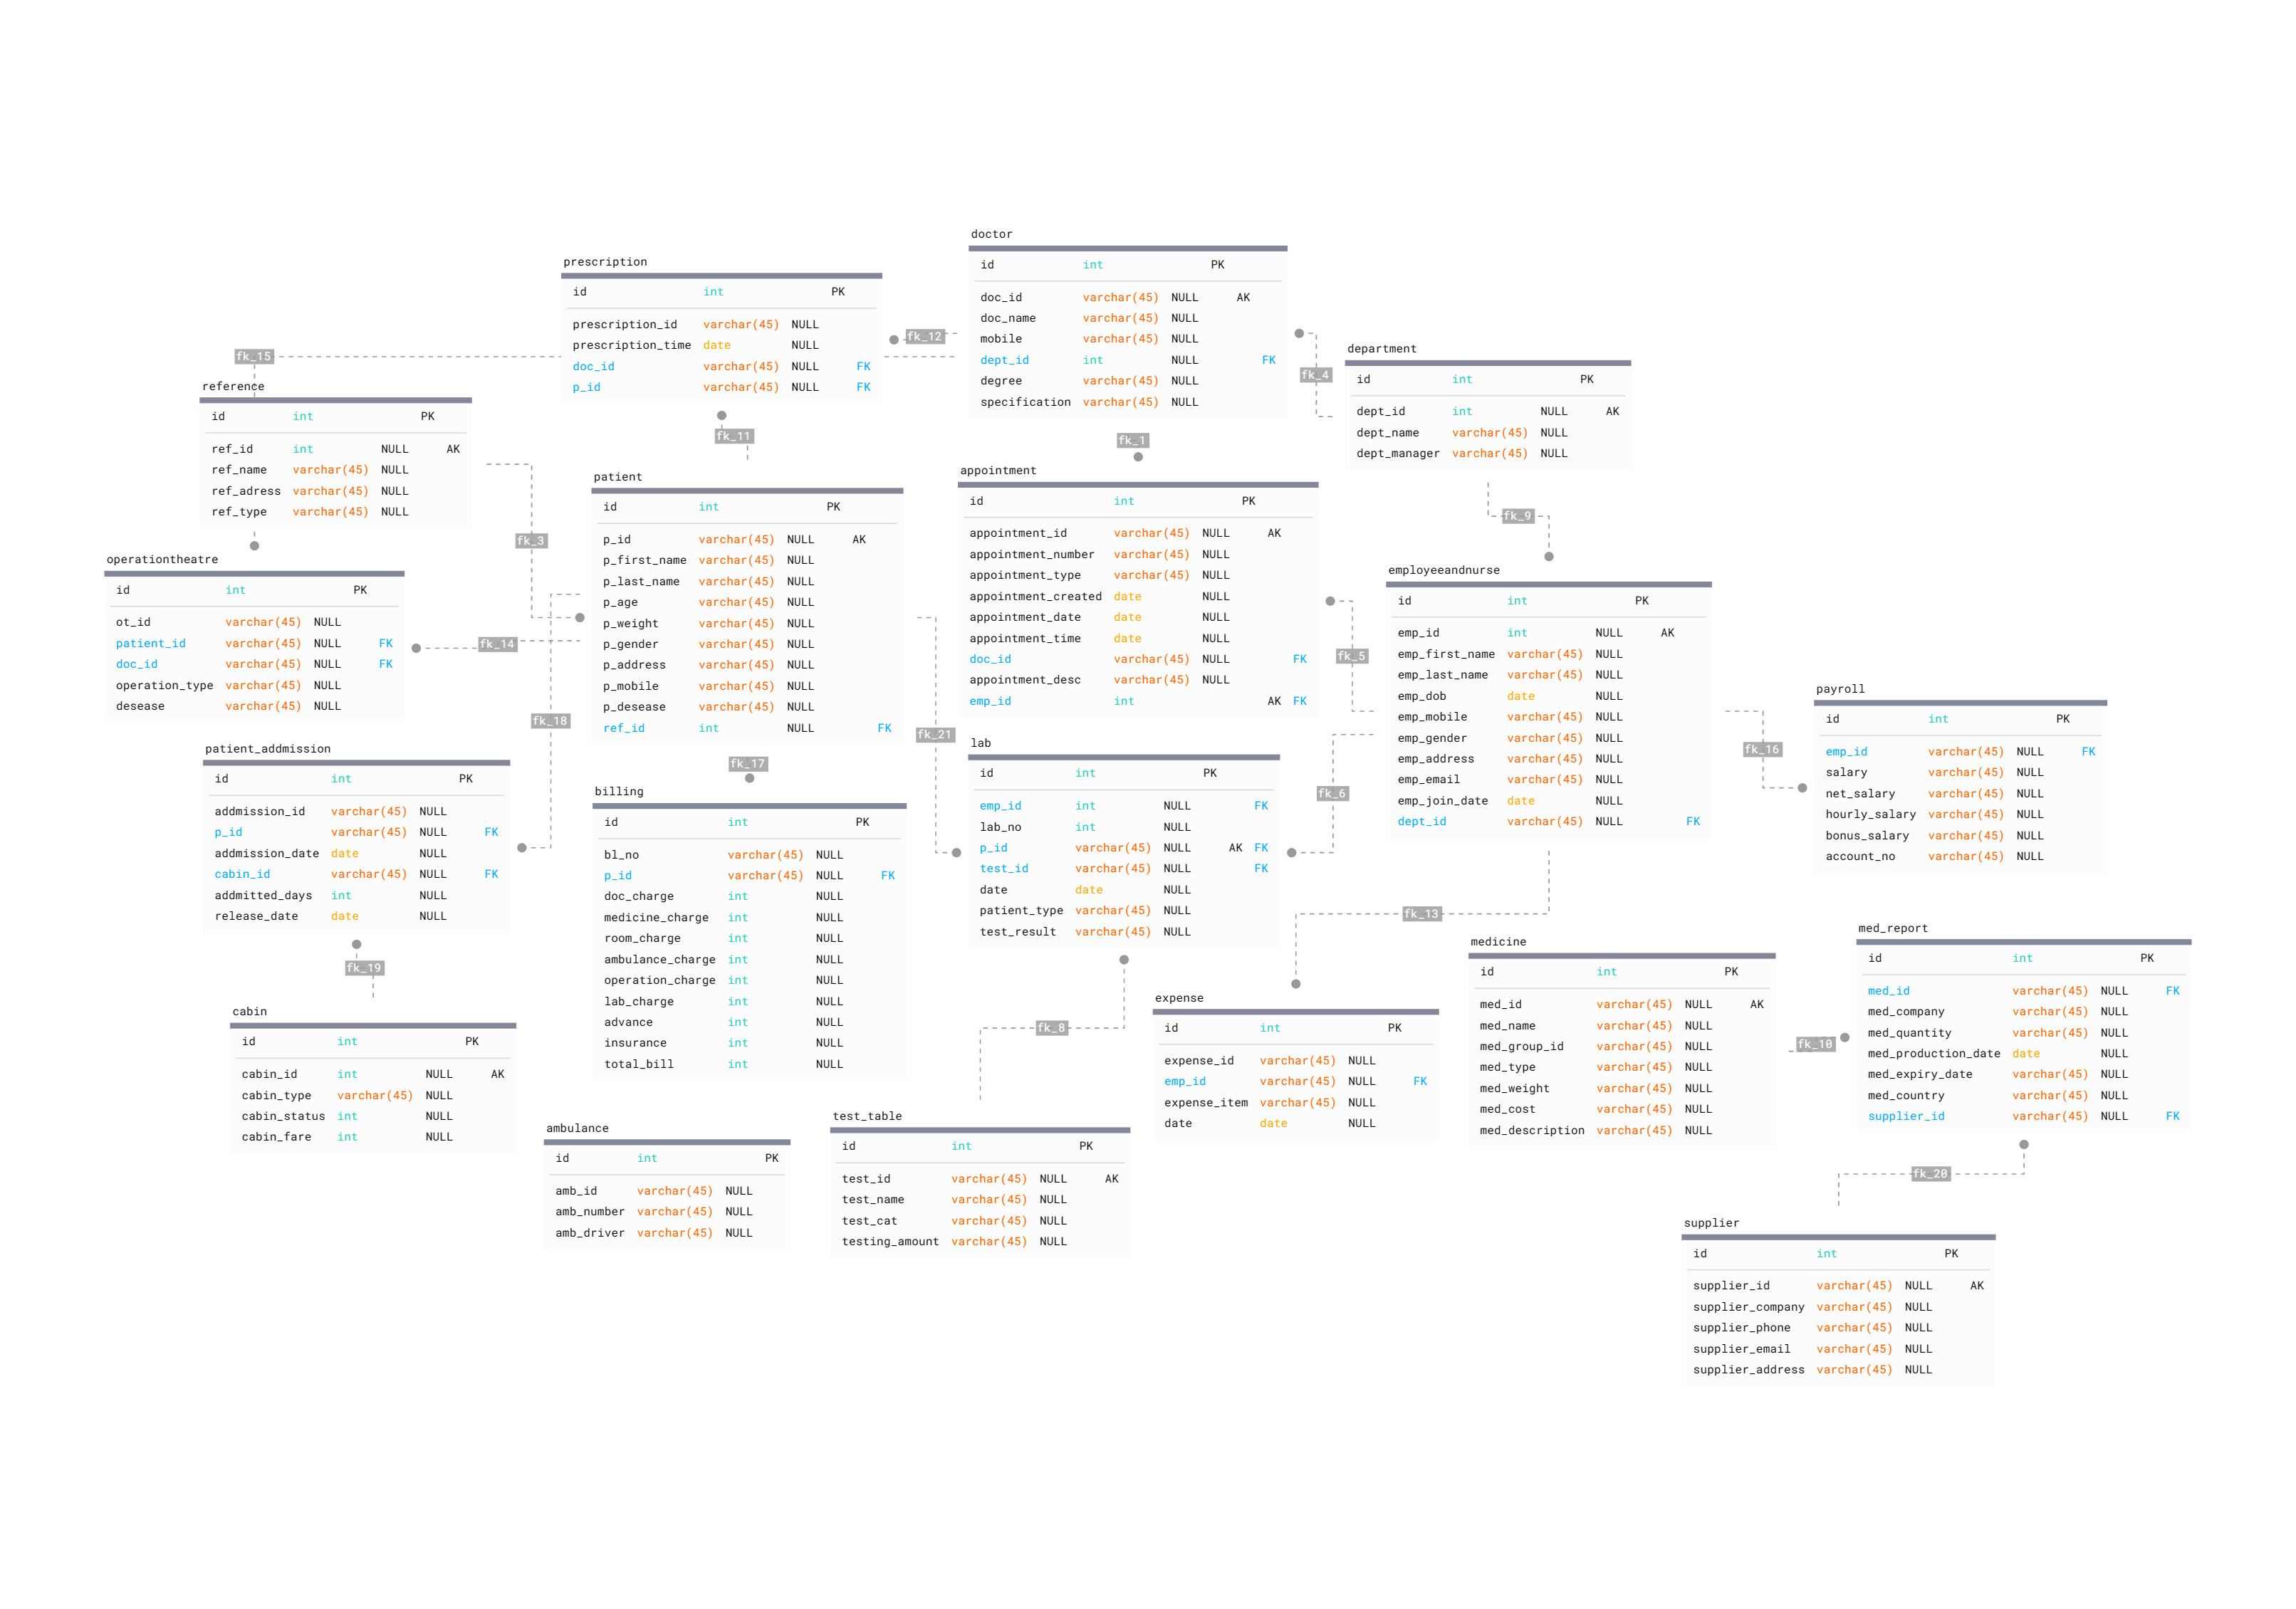 doctor
id int PK
doc_id varchar(45) NULL AK
doc_name varchar(45) NULL
mobile varchar(45) NULL
dept_id int NULL FK
degree varchar(45) NULL
specification varchar(45) NULL
prescription
id int PK
prescription_id varchar(45) NULL
prescription_time date NULL
doc_id varchar(45) NULL FK
p_id varchar(45) NULL FK
fk_12
fk_15
fk_4
department
id int PK
dept_id int NULL AK
dept_name varchar(45) NULL
dept_manager varchar(45) NULL
reference
id int PK
ref_id int NULL AK
ref_name varchar(45) NULL
ref_adress varchar(45) NULL
ref_type varchar(45) NULL
fk_11
fk_1
fk_3
fk_9
patient
id int PK
p_id varchar(45) NULL AK
p_first_name varchar(45) NULL
p_last_name varchar(45) NULL
p_age varchar(45) NULL
p_weight varchar(45) NULL
p_gender varchar(45) NULL
p_address varchar(45) NULL
p_mobile varchar(45) NULL
p_desease varchar(45) NULL
ref_id int NULL FK
appointment
id int PK
appointment_id varchar(45) NULL AK
appointment_number varchar(45) NULL
appointment_type varchar(45) NULL
appointment_created date NULL
appointment_date date NULL
appointment_time date NULL
doc_id varchar(45) NULL FK
appointment_desc varchar(45) NULL
emp_id int AK FK
operationtheatre
id int PK
ot_id varchar(45) NULL
patient_id varchar(45) NULL FK
doc_id varchar(45) NULL FK
operation_type varchar(45) NULL
desease varchar(45) NULL
fk_14
fk_5
fk_18
fk_21
employeeandnurse
id int PK
emp_id int NULL AK
emp_first_name varchar(45) NULL
emp_last_name varchar(45) NULL
emp_dob date NULL
emp_mobile varchar(45) NULL
emp_gender varchar(45) NULL
emp_address varchar(45) NULL
emp_email varchar(45) NULL
emp_join_date date NULL
dept_id varchar(45) NULL FK
fk_16
payroll
id int PK
emp_id varchar(45) NULL FK
salary varchar(45) NULL
net_salary varchar(45) NULL
hourly_salary varchar(45) NULL
bonus_salary varchar(45) NULL
account_no varchar(45) NULL
patient_addmission
id int PK
addmission_id varchar(45) NULL
p_id varchar(45) NULL FK
addmission_date date NULL
cabin_id varchar(45) NULL FK
addmitted_days int NULL
release_date date NULL
fk_17
fk_6
lab
id int PK
emp_id int NULL FK
lab_no int NULL
p_id varchar(45) NULL AK FK
test_id varchar(45) NULL FK
date date NULL
patient_type varchar(45) NULL
test_result varchar(45) NULL
billing
id int PK
bl_no varchar(45) NULL
p_id varchar(45) NULL FK
doc_charge int NULL
medicine_charge int NULL
room_charge int NULL
ambulance_charge int NULL
operation_charge int NULL
lab_charge int NULL
advance int NULL
insurance int NULL
total_bill int NULL
fk_13
fk_19
cabin
id int PK
cabin_id int NULL AK
cabin_type varchar(45) NULL
cabin_status int NULL
cabin_fare int NULL
fk_8
expense
id int PK
expense_id varchar(45) NULL
emp_id varchar(45) NULL FK
expense_item varchar(45) NULL
date date NULL
medicine
id int PK
med_id varchar(45) NULL AK
med_name varchar(45) NULL
med_group_id varchar(45) NULL
med_type varchar(45) NULL
med_weight varchar(45) NULL
med_cost varchar(45) NULL
med_description varchar(45) NULL
fk_10
med_report
id int PK
med_id varchar(45) NULL FK
med_company varchar(45) NULL
med_quantity varchar(45) NULL
med_production_date date NULL
med_expiry_date varchar(45) NULL
med_country varchar(45) NULL
supplier_id varchar(45) NULL FK
ambulance
id int PK
amb_id varchar(45) NULL
amb_number varchar(45) NULL
amb_driver varchar(45) NULL
test_table
id int PK
test_id varchar(45) NULL AK
test_name varchar(45) NULL
test_cat varchar(45) NULL
testing_amount varchar(45) NULL
fk_20
supplier
id int PK
supplier_id varchar(45) NULL AK
supplier_company varchar(45) NULL
supplier_phone varchar(45) NULL
supplier_email varchar(45) NULL
supplier_address varchar(45) NULL